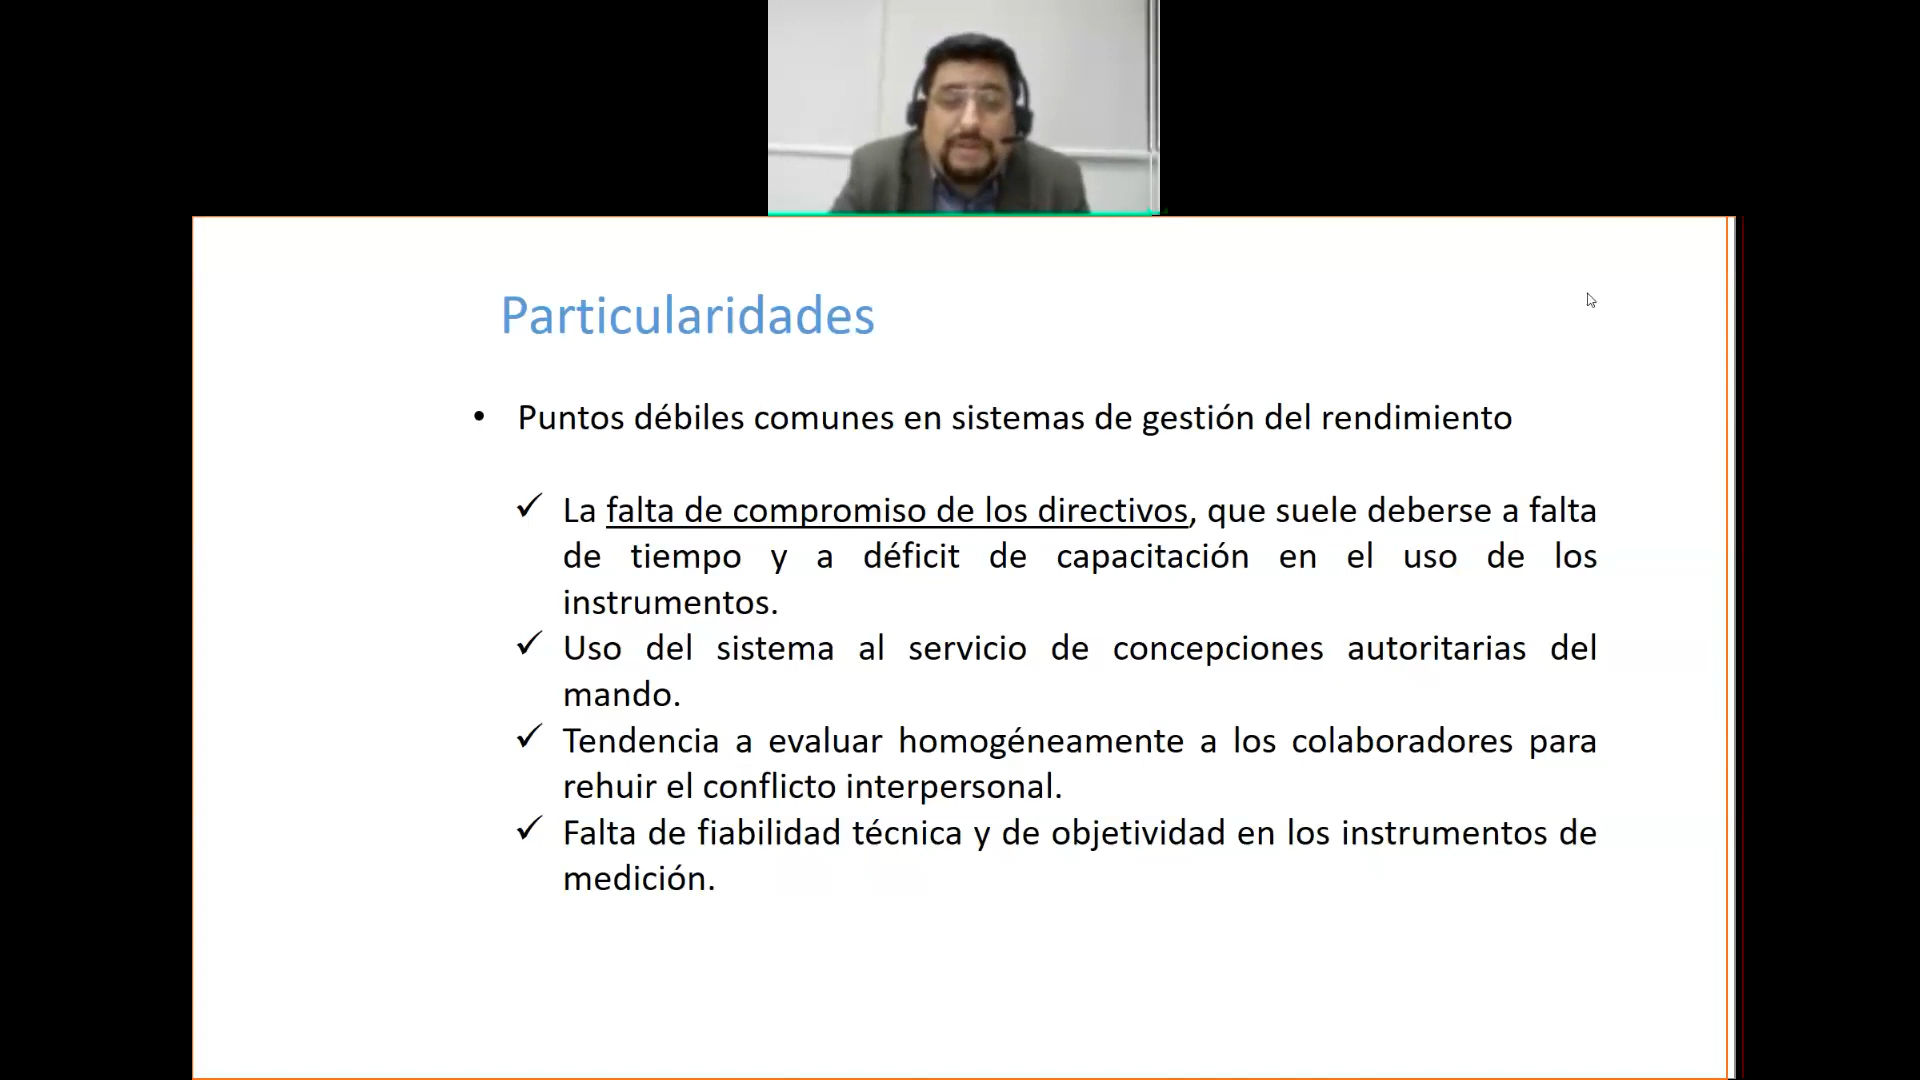 Particularidades
• Puntos débiles comunes en sistemas de gestión del rendimiento
✓ La falta de compromiso de los directivos, que suele deberse a falta
de tiempo y a déficit de capacitación en el uso de los
instrumentos.
✓ Uso del sistema al servicio de concepciones autoritarias del
mando.
✓ Tendencia a evaluar homogéneamente a los colaboradores para
rehuir el conflicto interpersonal.
✓ Falta de fiabilidad técnica y de objetividad en los instrumentos de
medición.